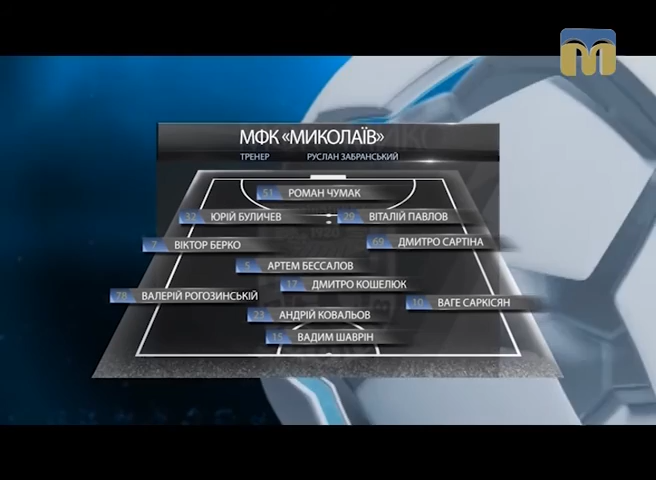 М
МФК «МИКОЛАЇВ»
ТРЕНЕР РУСЛАН ЗАБРАНСЬКИЙ
51 РОМАН ЧУМАК
32 ЮРІЙ БУЛИЧЕВ
29 ВІТАЛІЙ ПАВЛОВ
7 ВІКТОР БЕРКО
69 ДМИТРО САРТІНА
5 АРТЕМ БЕССАЛОВ
17 ДМИТРО КОШЕЛЮК
78 ВАЛЕРІЙ РОГОЗИНСЬКІЙ
10 ВАГЕ САРКІСЯН
23 АНДРІЙ КОВАЛЬОВ
15 ВАДИМ ШАВРІН